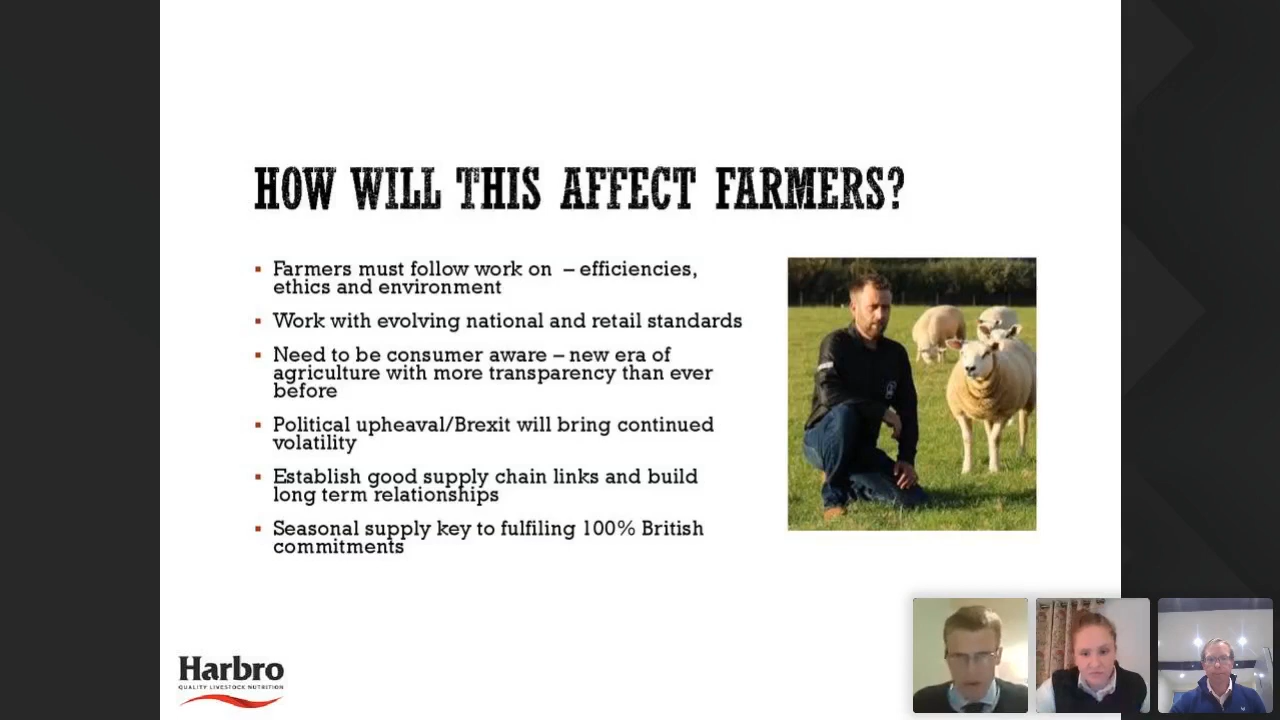 HOW WILL THIS AFFECT FARMERS?
▪ Farmers must follow work on – efficiencies,
ethics and environment
▪ Work with evolving national and retail standards
▪ Need to be consumer aware – new era of
agriculture with more transparency than ever
before
▪ Political upheaval/Brexit will bring continued
volatility
▪ Establish good supply chain links and build
long term relationships
▪ Seasonal supply key to fulfiling 100% British
commitments
Harbro
QUALITY LIVESTOCK NUTRITION